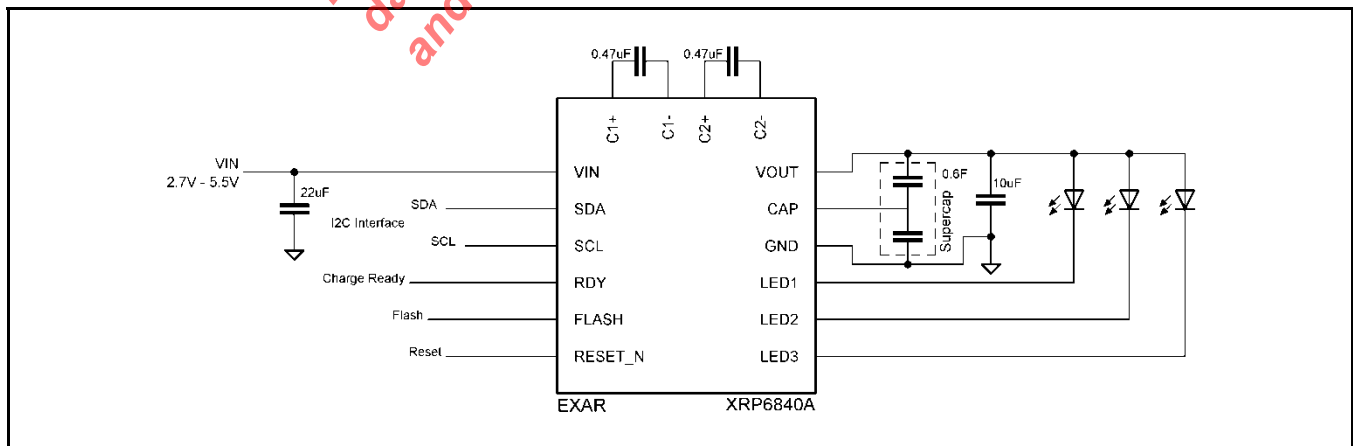 da
and
0.47uF
0.47uF
C1+
C1-
C2+
C2-
VIN
2.7V - 5.5V
22uF
SDA
I2C Interface
SCL
Charge Ready
Flash
Reset
VIN
SDA
SCL
RDY
FLASH
RESET_N
VOUT
CAP
GND
LED1
LED2
LED3
0.6F
10uF
Supercap
EXAR
XRP6840A